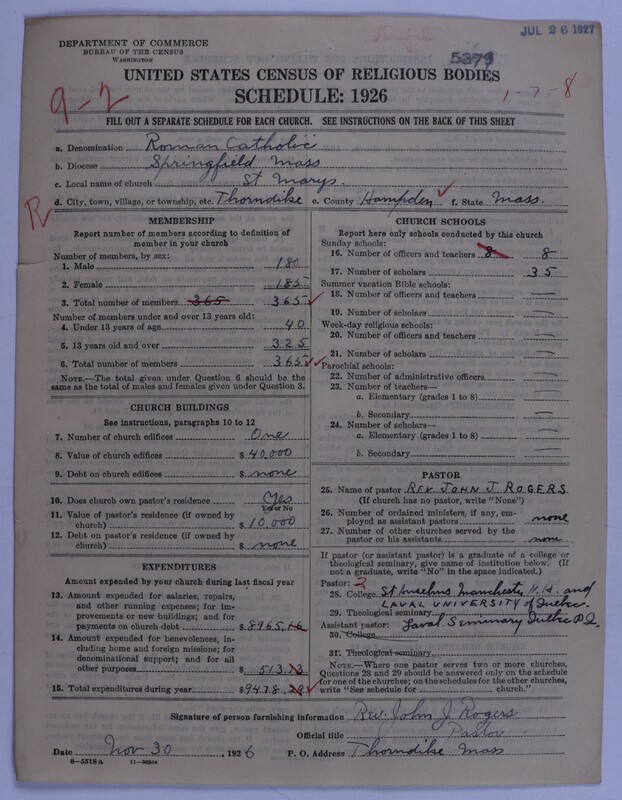 JUL 26 1927
DEPARTMENT OF COMMERCE
BUREAU OF THE CENSUS
WASHINGTON
5379
UNITED STATES CENSUS OF RELIGIOUS BODIES
SCHEDULE: 1926
9-2
1-7-8
FILL OUT A SEPARATE SCHEDULE FOR EACH CHURCH. SEE INSTRUCTIONS ON THE BACK OF THIS SHEET
a. Denomination Roman Catholic
b. Diocese Springfield Mass
c. Local name of church St Marys.
d. City, town, village, or township, etc. Thorndike e. County Hampden f. State Mass.
R
MEMBERSHIP
Report number of members according to definition of
member in your church
Number of members, by sex:
1. Male 180
2. Female 185
3. Total number of members 365 365
Number of members under and over 13 years old:
4. Under 13 years of age 40
5. 13 years old and over 325
6. Total number of members 365
NOTE.—The total given under Question 6 should be the
same as the total of males and females given under Question 3.
CHURCH BUILDINGS
See instructions, paragraphs 10 to 12
7. Number of church edifices One
8. Value of church edifices $ 40,000
9. Debt on church edifices $ none
10. Does church own pastor's residence Yes
Yes or No
11. Value of pastor's residence (if owned by
church) $ 10,000
12. Debt on pastor's residence (if owned by
church) $ none
EXPENDITURES
Amount expended by your church during last fiscal year
13. Amount expended for salaries, repairs,
and other running expenses; for im-
provements or new buildings; and for
payments on church debt $ 8965.16
14. Amount expended for benevolences,
including home and foreign missions; for
denominational support; and for all
other purposes $ 513.13
15. Total expenditures during year $ 9478.29
CHURCH SCHOOLS
Report here only schools conducted by this church
Sunday schools:
16. Number of officers and teachers 8 8
17. Number of scholars 35
Summer vacation Bible schools:
18. Number of officers and teachers —
19. Number of scholars —
Week-day religious schools:
20. Number of officers and teachers —
21. Number of scholars —
Parochial schools:
22. Number of administrative officers —
23. Number of teachers—
a. Elementary (grades 1 to 8) —
b. Secondary —
24. Number of scholars—
a. Elementary (grades 1 to 8) —
b. Secondary —
PASTOR
25. Name of pastor REV. JOHN J. ROGERS
(If church has no pastor, write "None")
26. Number of ordained ministers, if any, em-
ployed as assistant pastors none
27. Number of other churches served by the
pastor or his assistants none
If pastor (or assistant pastor) is a graduate of a college or
theological seminary, give name of institution below. (If
not a graduate, write "No" in the space indicated.)
Pastor: 2
28. College St Anselms Manchester N.H. and
LAVAL UNIVERSITY of Quebec.
29. Theological seminary
Assistant pastor: Laval Seminary Quebec P.Q.
30. College
31. Theological seminary
NOTE.—Where one pastor serves two or more churches,
Questions 28 and 29 should be answered only on the schedule
for one of the churches; on the schedules for the other churches,
write "See schedule for church."
Signature of person furnishing information Rev. John J Rogers
Official title Pastor
Date Nov 30, 1926 P. O. Address Thorndike Mass
8—5518 a